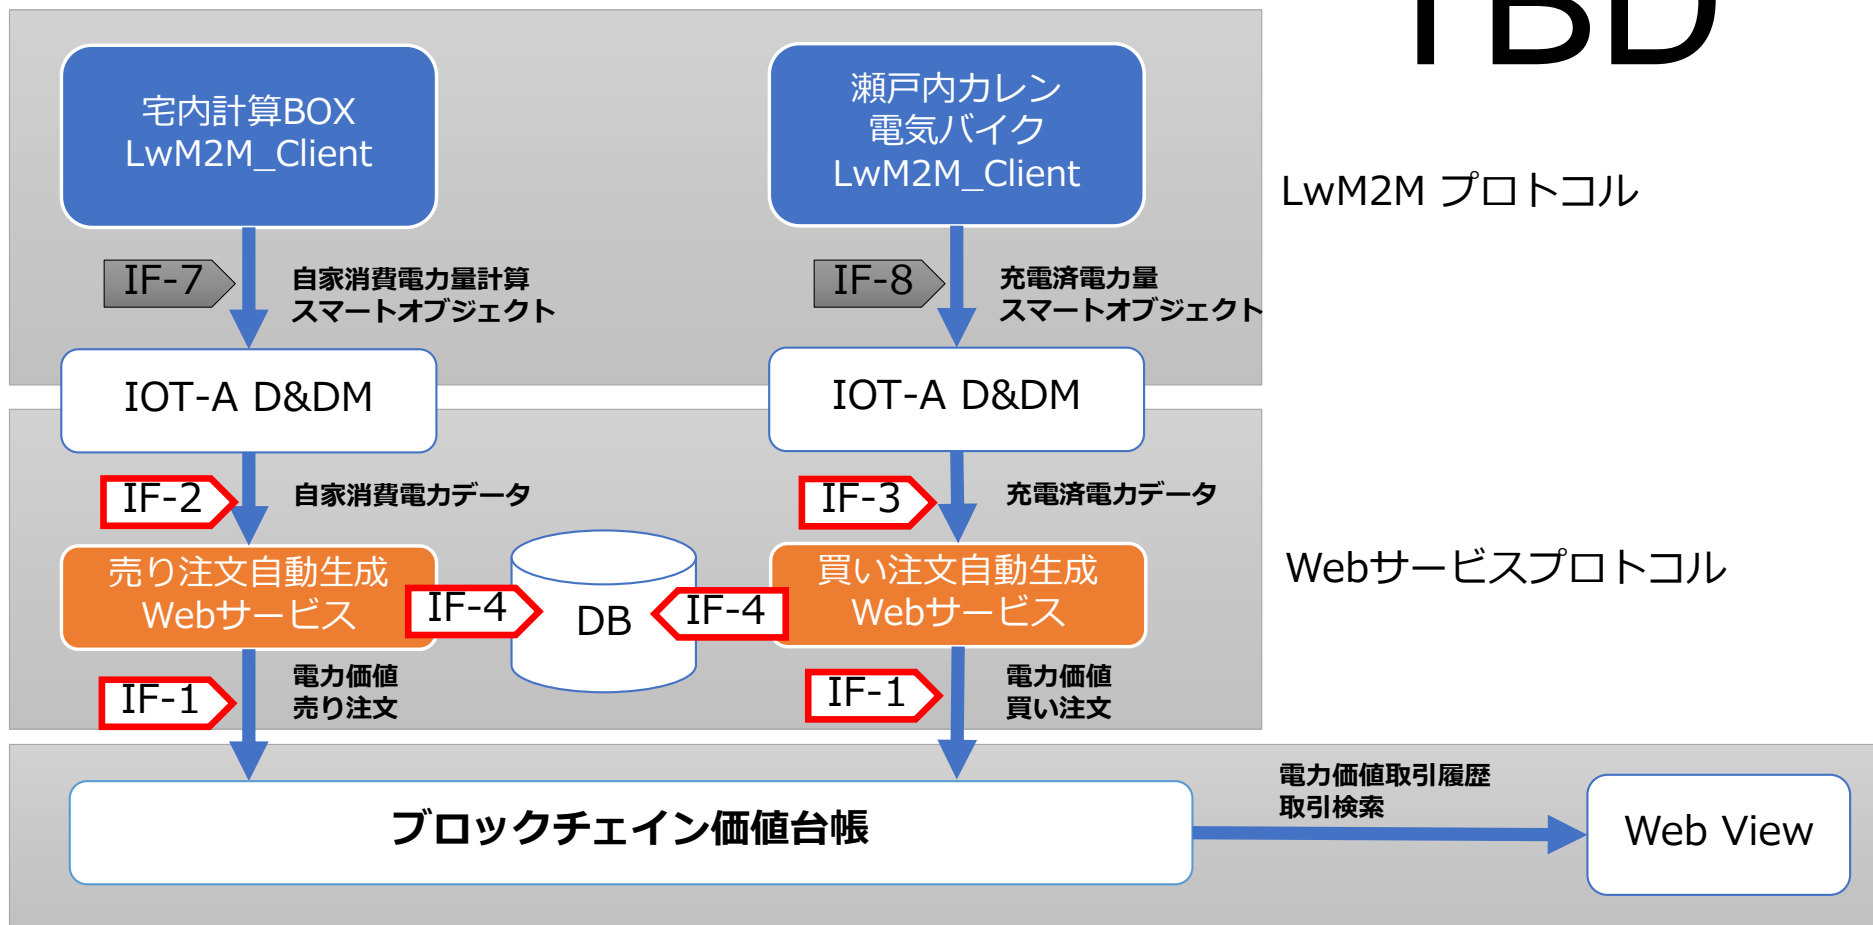 TBD
宅内計算BOX
LwM2M_Client
瀬戸内カレン
電気バイク
LwM2M_Client
LwM2M プロトコル
IF-7
自家消費電力量計算
スマートオブジェクト
IF-8
充電済電力量
スマートオブジェクト
IOT-A D&DM
IOT-A D&DM
IF-2
自家消費電力データ
IF-3
充電済電力データ
売り注文自動生成
Webサービス
IF-4
DB
IF-4
買い注文自動生成
Webサービス
Webサービスプロトコル
IF-1
電力価値
売り注文
IF-1
電力価値
買い注文
ブロックチェイン価値台帳
電力価値取引履歴
取引検索
Web View